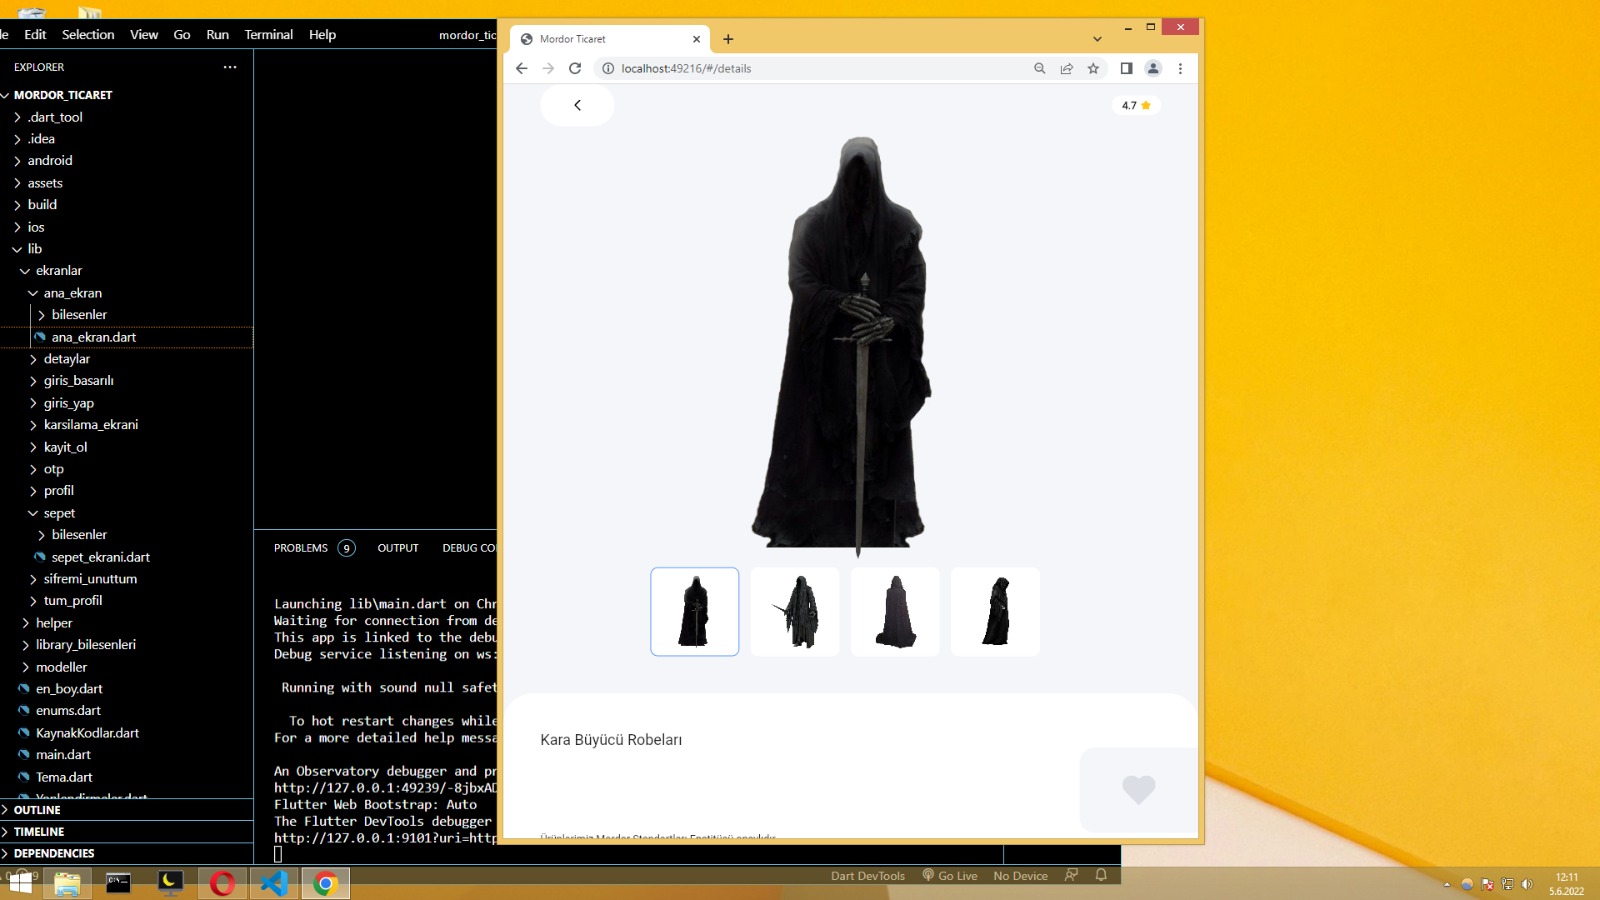 Edit Selection View Go Run Terminal Help
EXPLORER
MORDOR_TICARET
.dart_tool
.idea
android
assets
build
ios
lib
ekranlar
ana_ekran
bilesenler
ana_ekran.dart
detaylar
giris_basarılı
giris_yap
karsilama_ekrani
kayit_ol
otp
profil
sepet
bilesenler
sepet_ekrani.dart
sifremi_unuttum
tum_profil
helper
library_bilesenleri
modeller
en_boy.dart
enums.dart
KaynakKodlar.dart
main.dart
Tema.dart
OUTLINE
TIMELINE
DEPENDENCIES
PROBLEMS 9 OUTPUT DEBUG CO
Launching lib\main.dart on Chr
Waiting for connection from de
This app is linked to the debu
Debug service listening on ws:
Running with sound null safet
To hot restart changes while
For a more detailed help messa
An Observatory debugger and pr
http://127.0.0.1:49239/-8jbxAD
Flutter Web Bootstrap: Auto
The Flutter DevTools debugger
http://127.0.0.1:9101?uri=http
Mordor Ticaret
localhost:49216/#/details
4.7
Kara Büyücü Robeları
Ürünlerimiz Mordor Standartları Enstitüsü onaylıdır
Dart DevTools Go Live No Device
12:11
5.6.2022